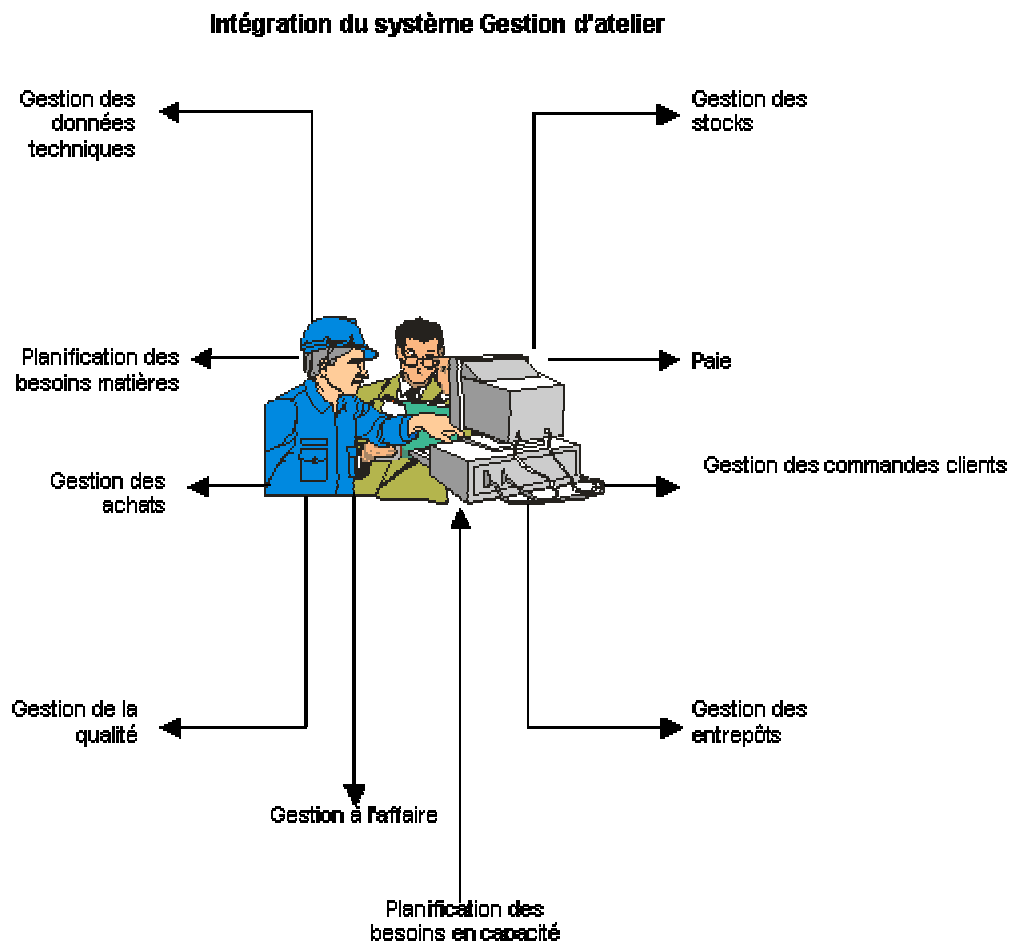 Intégration du système Gestion d'atelier
Gestion des
données
techniques
Gestion des
stocks
Planification des
besoins matières
Paie
Gestion des
achats
Gestion des commandes clients
Gestion de la
qualité
Gestion des
entrepôts
Gestion à l'affaire
Planification des
besoins en capacité